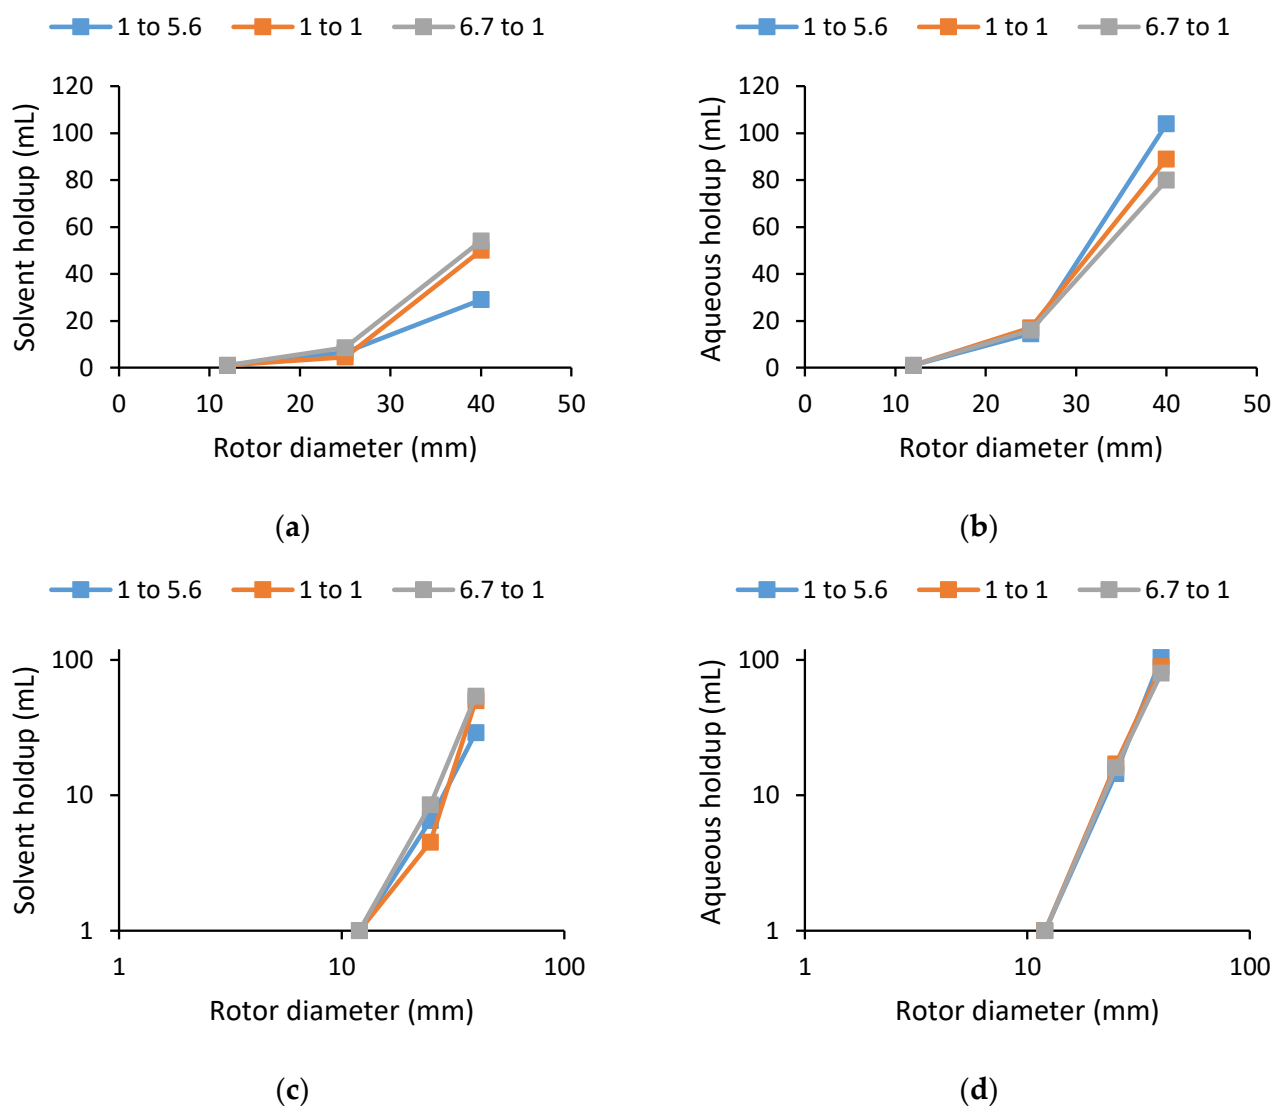 1 to 5.6 1 to 1 6.7 to 1
120
100
80
60
40
20
0
Solvent holdup (mL)
0 10 20 30 40 50
Rotor diameter (mm)
(a)
1 to 5.6 1 to 1 6.7 to 1
120
100
80
60
40
20
0
Aqueous holdup (mL)
0 10 20 30 40 50
Rotor diameter (mm)
(b)
1 to 5.6 1 to 1 6.7 to 1
100
10
1
Solvent holdup (mL)
1 10 100
Rotor diameter (mm)
(c)
1 to 5.6 1 to 1 6.7 to 1
100
10
1
Aqueous holdup (mL)
1 10 100
Rotor diameter (mm)
(d)